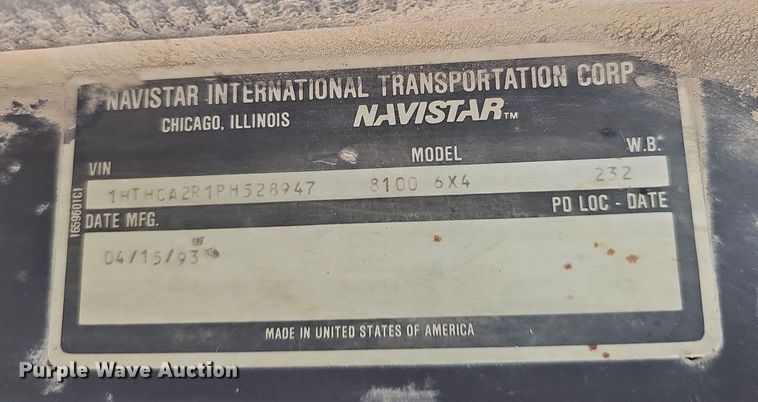 NAVISTAR INTERNATIONAL TRANSPORTATION CORP
CHICAGO, ILLINOIS NAVISTAR™
VIN MODEL W.B.
1HTHCA2R1PH528947 8100 6X4 232
DATE MFG. PD LOC - DATE
04/15/93
1659601C1
MADE IN UNITED STATES OF AMERICA
Purple Wave Auction